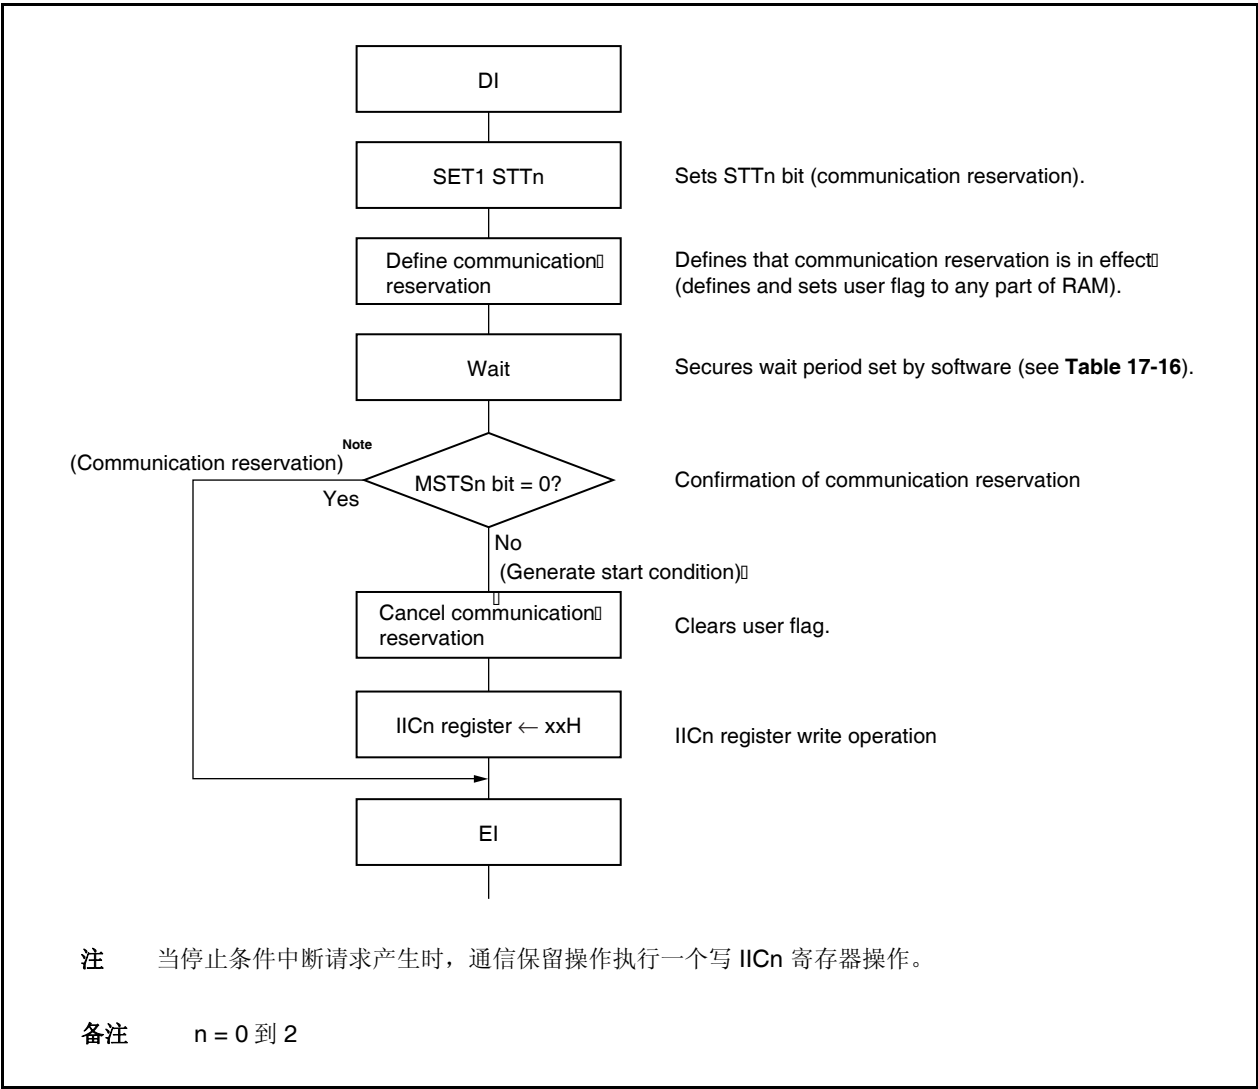 DI
SET1 STTn
Sets STTn bit (communication reservation).
Define communication
reservation
Defines that communication reservation is in effect
(defines and sets user flag to any part of RAM).
Wait
Secures wait period set by software (see Table 17-16).
(Communication reservation)Note
MSTSn bit = 0?
Confirmation of communication reservation
Yes
No
(Generate start condition)
Cancel communication
reservation
Clears user flag.
IICn register ← xxH
IICn register write operation
EI
注 当停止条件中断请求产生时，通信保留操作执行一个写 IICn 寄存器操作。
备注 n = 0 到 2